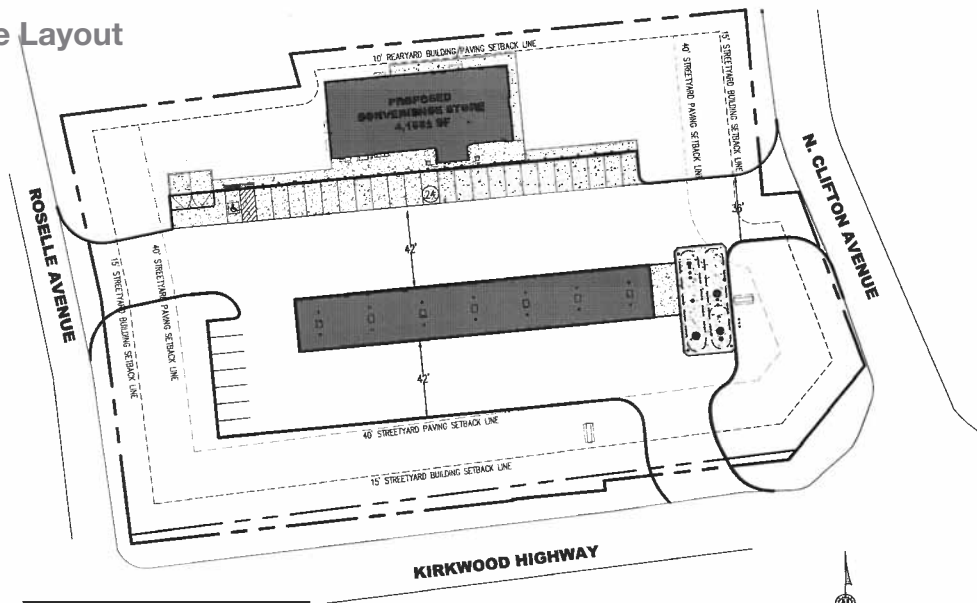 e Layout
10' REARYARD BUILDING/PAVING SETBACK LINE
PROPOSED
CONVENIENCE STORE
40' STREETYARD PAVING SETBACK LINE
15' STREETYARD BUILDING SETBACK LINE
N. CLIFTON AVENUE
ROSELLE AVENUE
24
36'
42'
15' STREETYARD BUILDING SETBACK LINE
40' STREETYARD PAVING SETBACK LINE
42'
40' STREETYARD PAVING SETBACK LINE
15' STREETYARD BUILDING SETBACK LINE
KIRKWOOD HIGHWAY